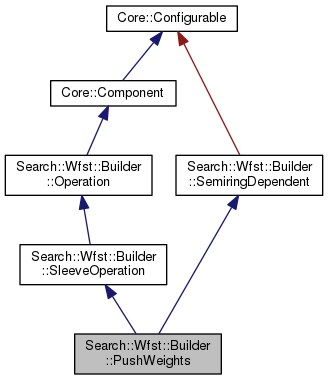 Core::Configurable
Core::Component
Search::Wfst::Builder
::Operation
Search::Wfst::Builder
::SemiringDependent
Search::Wfst::Builder
::SleeveOperation
Search::Wfst::Builder
::PushWeights